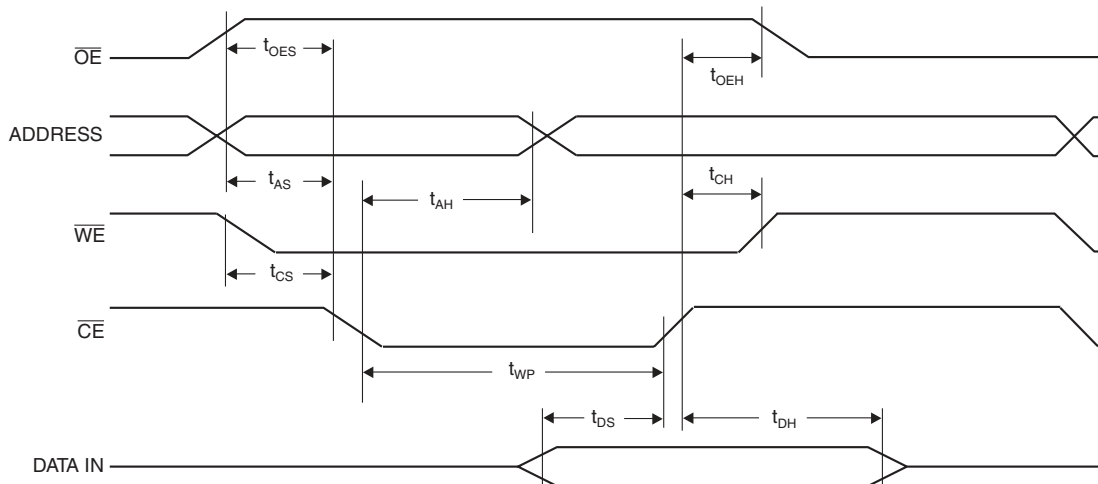 OE
tOES
tOEH
ADDRESS
tAS
tAH
tCH
WE
tCS
CE
tWP
tDS
tDH
DATA IN